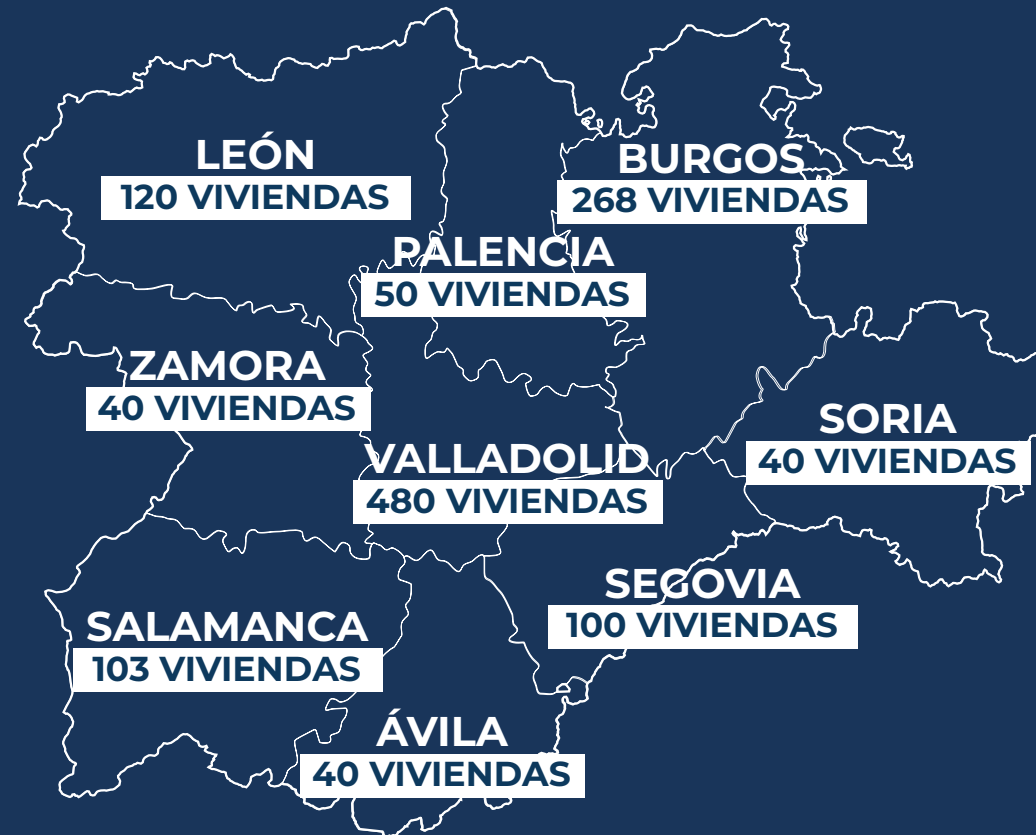 LEÓN
120 VIVIENDAS
BURGOS
268 VIVIENDAS
PALENCIA
50 VIVIENDAS
ZAMORA
40 VIVIENDAS
SORIA
40 VIVIENDAS
VALLADOLID
480 VIVIENDAS
SEGOVIA
100 VIVIENDAS
SALAMANCA
103 VIVIENDAS
ÁVILA
40 VIVIENDAS